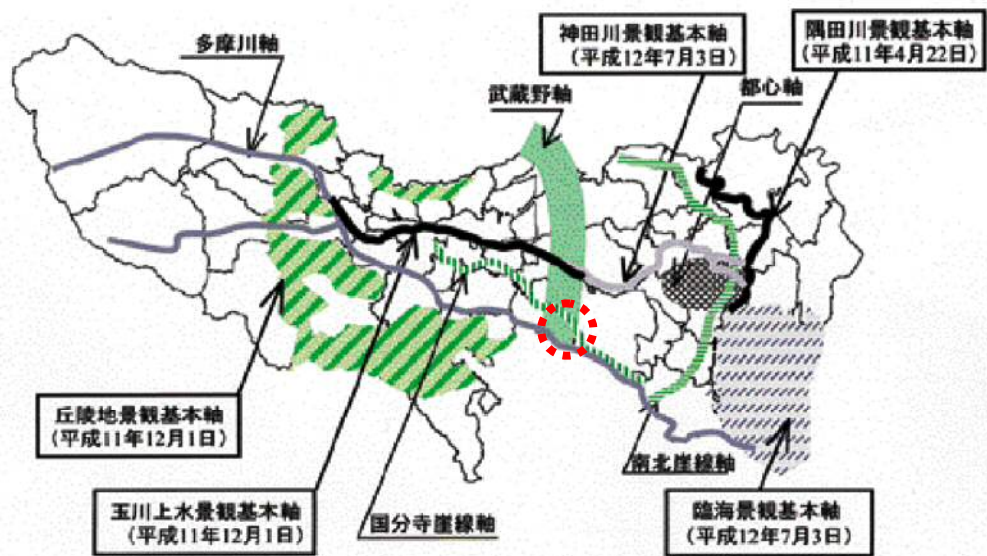 多摩川軸
神田川景観基本軸
（平成12年7月3日）
隅田川景観基本軸
（平成11年4月22日）
武蔵野軸
都心軸
丘陵地景観基本軸
（平成11年12月1日）
玉川上水景観基本軸
（平成11年12月1日）
国分寺崖線軸
南北崖線軸
臨海景観基本軸
（平成12年7月3日）